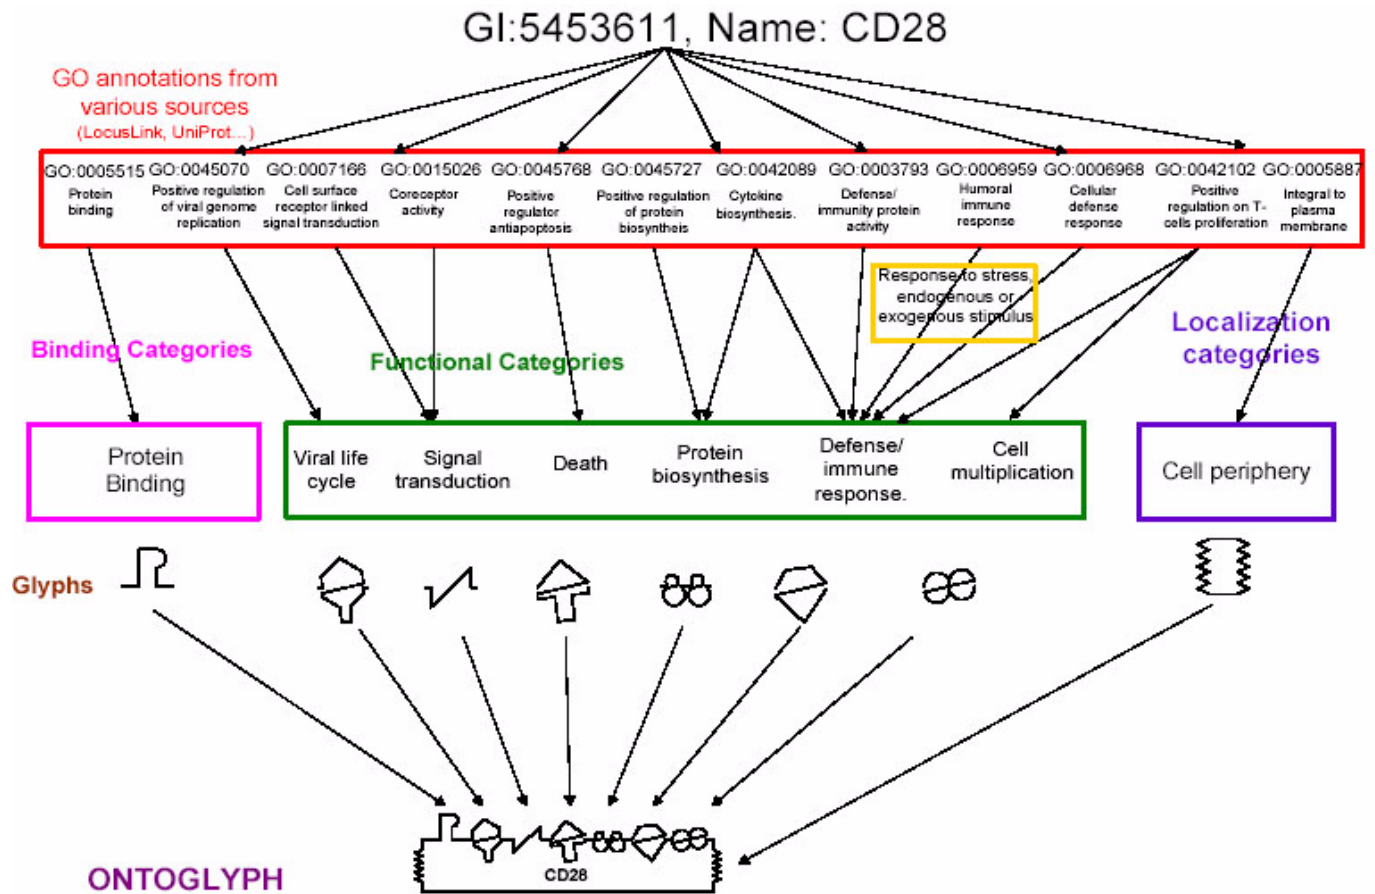 GI:5453611, Name: CD28
GO annotations from
various sources
(LocusLink, UniProt...)
GO:0005515 GO:0045070 GO:0007166 GO:0015026 GO:0045768 GO:0045727 GO:0042089 GO:0003793 GO:0006959 GO:0006968 GO:0042102 GO:0005887
Protein
binding
Positive regulation
of viral genome
replication
Cell surface
receptor linked
signal transduction
Coreceptor
activity
Positive
regulator
antiapoptosis
Positive regulation
of protein
biosyntheis
Cytokine
biosynthesis.
Defense/
immunity protein
activity
Humoral
immune
response
Cellular
defense
response
Positive
regulation on T-
cells proliferation
Integral to
plasma
membrane
Response to stress,
endogenous or
exogenous stimulus
Binding Categories
Functional Categories
Localization
categories
Protein
Binding
Viral life
cycle
Signal
transduction
Death
Protein
biosynthesis
Defense/
immune
response.
Cell
multiplication
Cell periphery
Glyphs
CD28
ONTOGLYPH